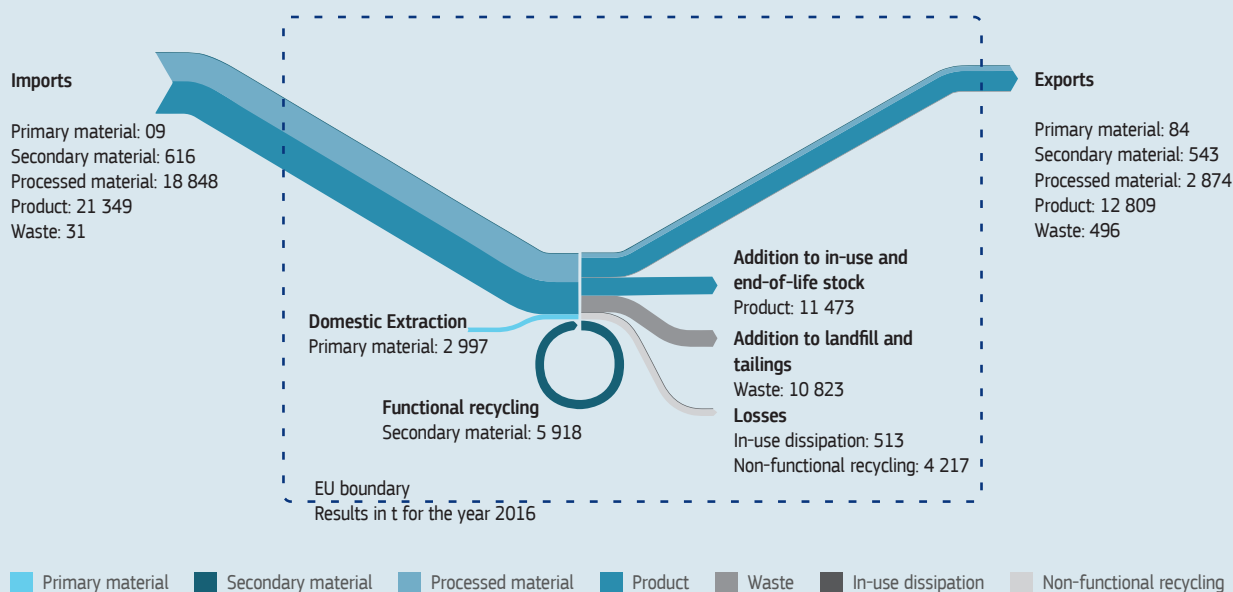 Imports
Primary material: 09
Secondary material: 616
Processed material: 18 848
Product: 21 349
Waste: 31
Exports
Primary material: 84
Secondary material: 543
Processed material: 2 874
Product: 12 809
Waste: 496
Domestic Extraction
Primary material: 2 997
Functional recycling
Secondary material: 5 918
Addition to in-use and
end-of-life stock
Product: 11 473
Addition to landfill and
tailings
Waste: 10 823
Losses
In-use dissipation: 513
Non-functional recycling: 4 217
EU boundary
Results in t for the year 2016
Primary material
Secondary material
Processed material
Product
Waste
In-use dissipation
Non-functional recycling